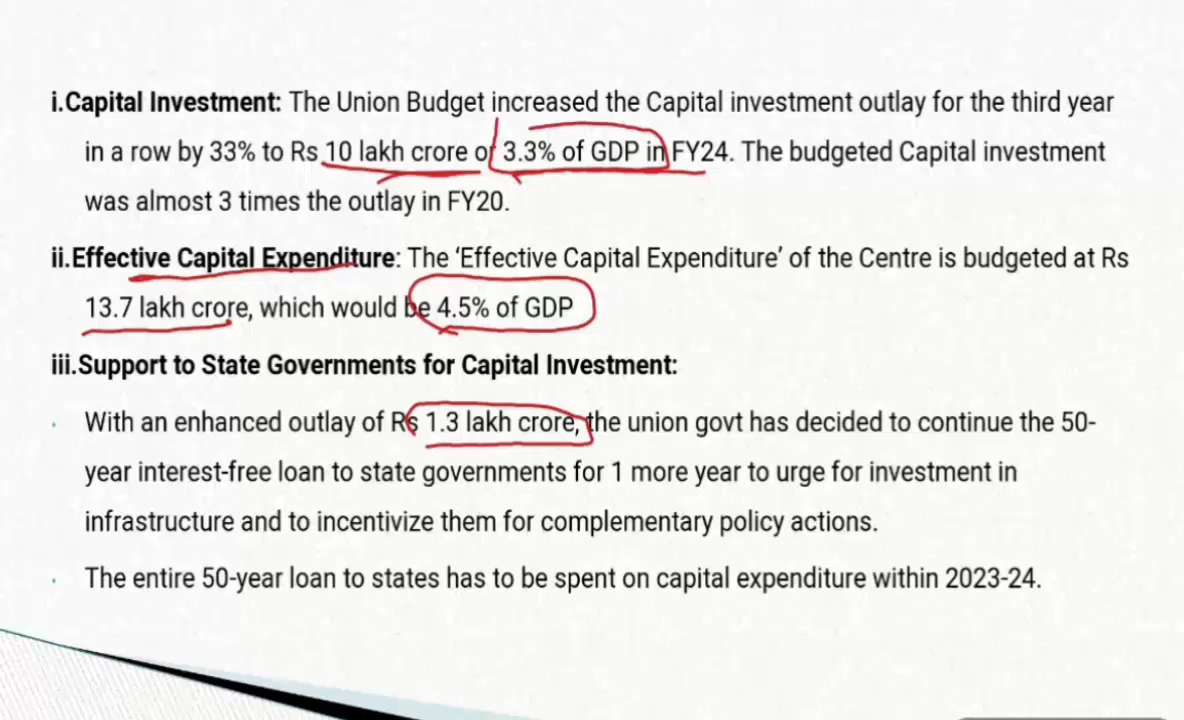 i.Capital Investment: The Union Budget increased the Capital investment outlay for the third year
in a row by 33% to Rs 10 lakh crore or 3.3% of GDP in FY24. The budgeted Capital investment
was almost 3 times the outlay in FY20.
ii.Effective Capital Expenditure: The ‘Effective Capital Expenditure’ of the Centre is budgeted at Rs
13.7 lakh crore, which would be 4.5% of GDP
iii.Support to State Governments for Capital Investment:
· With an enhanced outlay of Rs 1.3 lakh crore, the union govt has decided to continue the 50-
year interest-free loan to state governments for 1 more year to urge for investment in
infrastructure and to incentivize them for complementary policy actions.
· The entire 50-year loan to states has to be spent on capital expenditure within 2023-24.